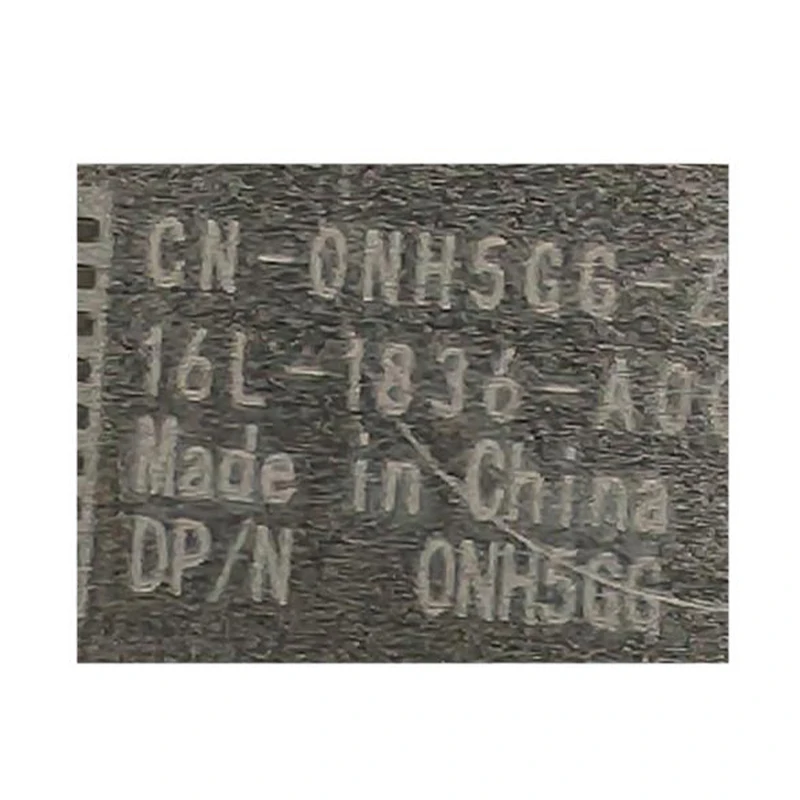 CN-0NH5GG-
16L-1836-A0
Made in China
DP/N 0NH5GG